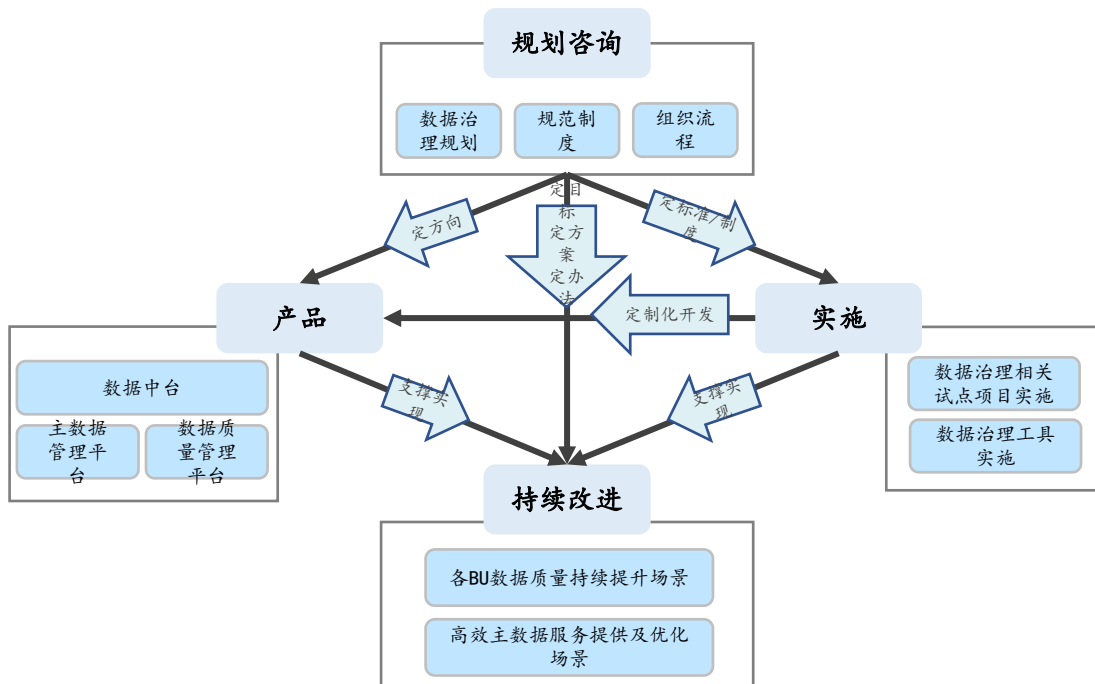 规划咨询
数据治
理规划
规范制
度
组织流
程
定方向
定目
标
定方
案
定办
法
定标准/制
度
产品
定制化开发
实施
数据中台
主数据
管理平
台
数据质
量管理
平台
支撑实
现
支撑实
现
数据治理相关
试点项目实施
数据治理工具
实施
持续改进
各BU数据质量持续提升场景
高效主数据服务提供及优化
场景